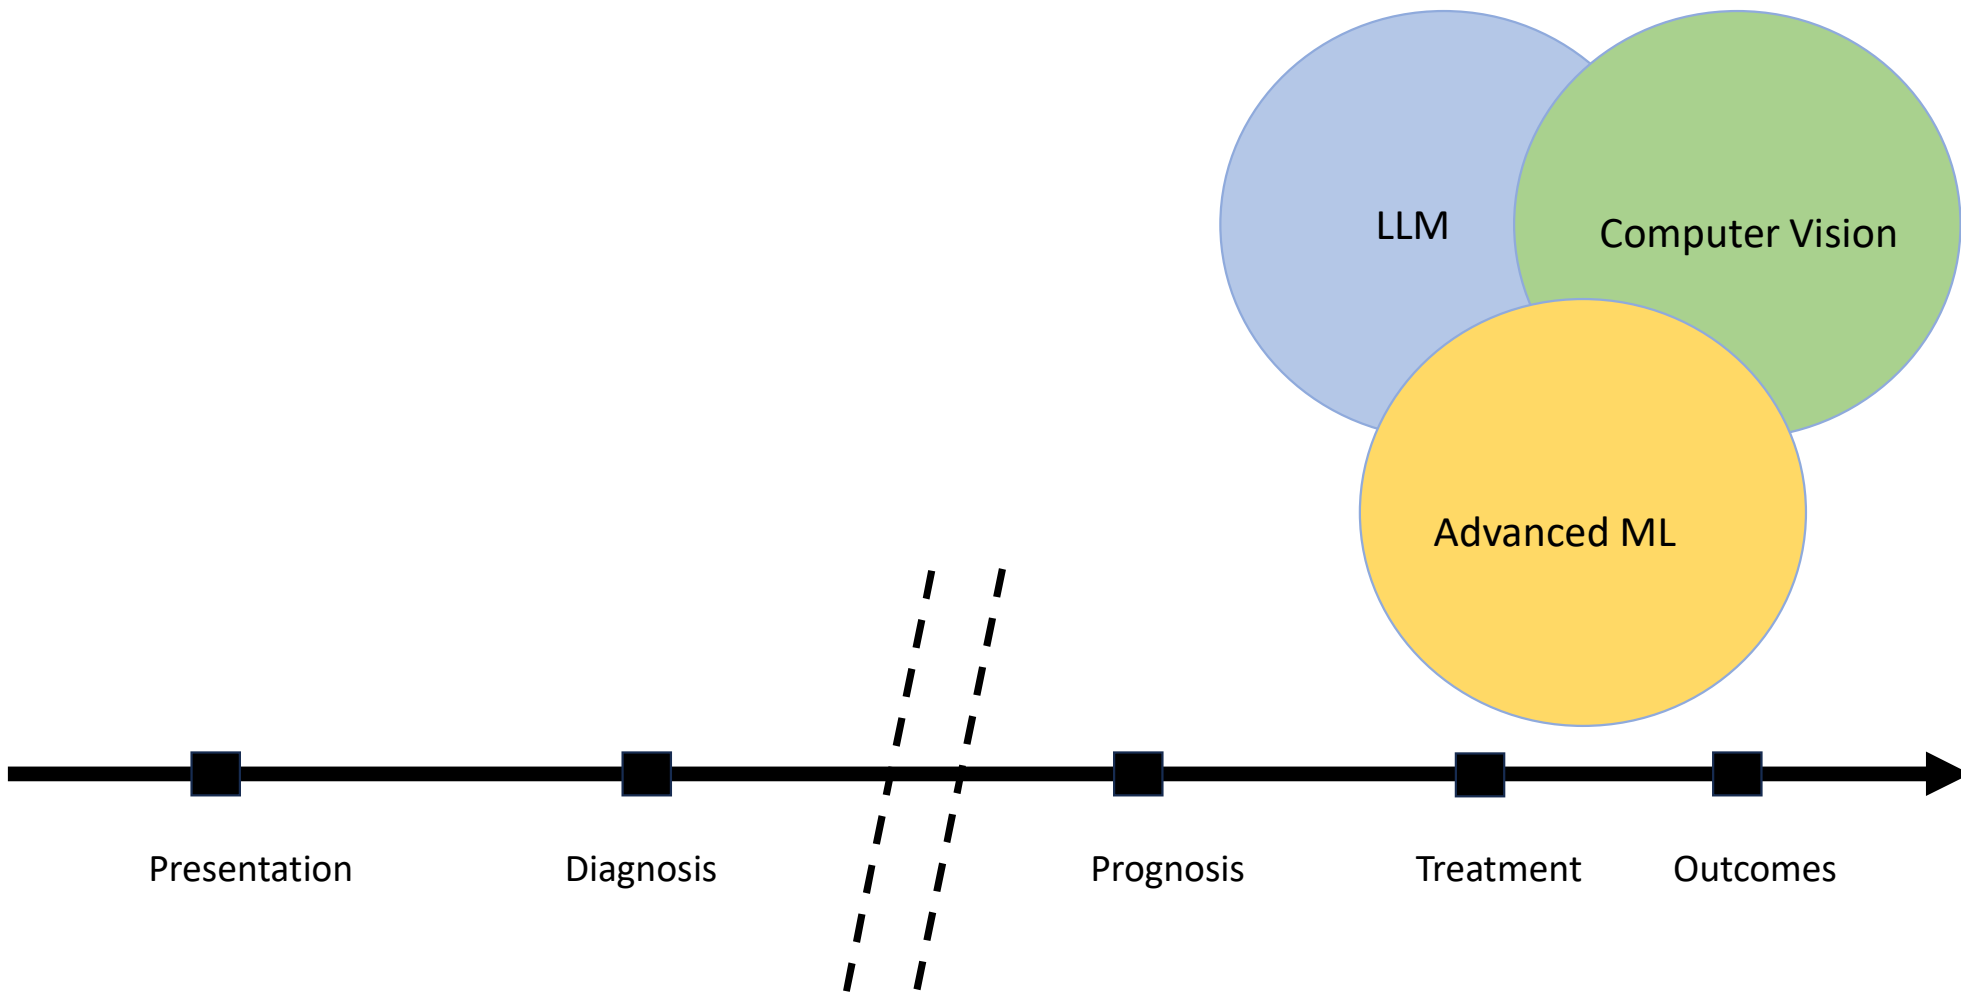 LLM
Computer Vision
Advanced ML
Presentation
Diagnosis
Prognosis
Treatment
Outcomes